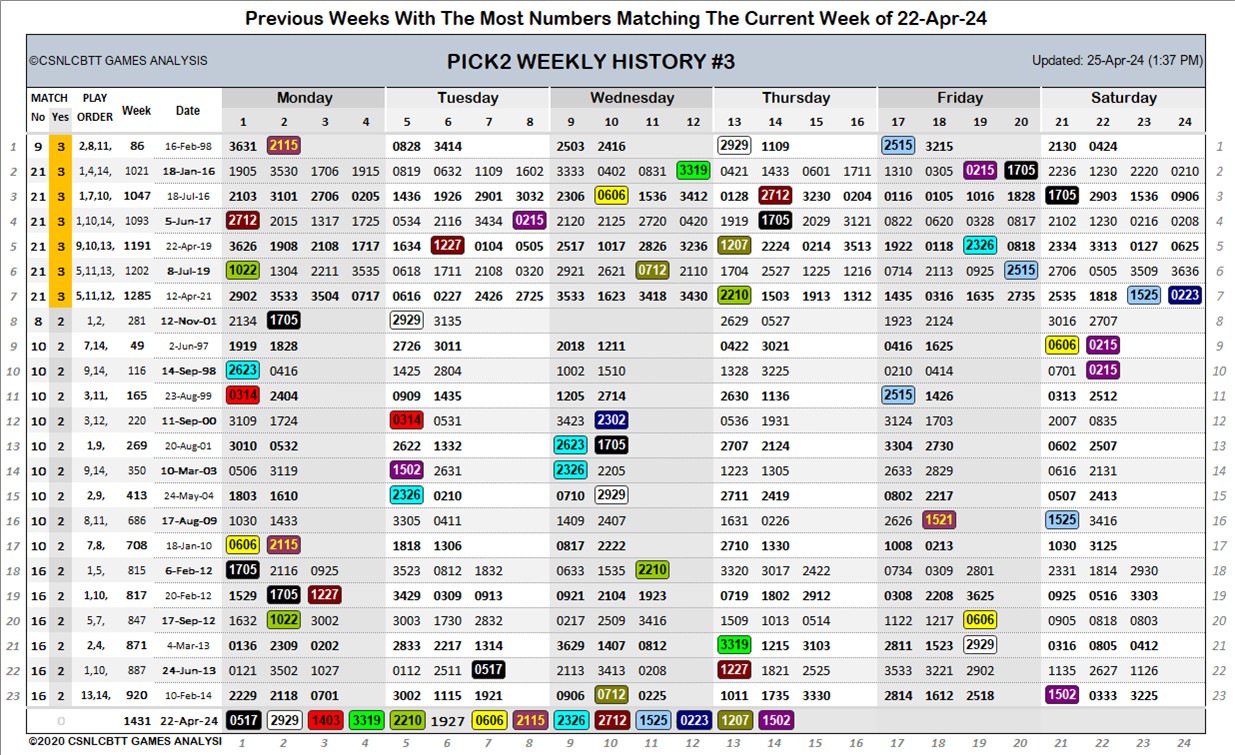 Previous Weeks With The Most Numbers Matching The Current Week of 22-Apr-24
©CSNLCBTT GAMES ANALYSIS PICK2 WEEKLY HISTORY #3 Updated: 25-Apr-24 (1:37 PM)
MATCH PLAY Week Date Monday Tuesday Wednesday Thursday Friday Saturday
No Yes ORDER 1 2 3 4 5 6 7 8 9 10 11 12 13 14 15 16 17 18 19 20 21 22 23 24
1 9 3 2,8,11, 86 16-Feb-98 3631 2115 0828 3414 2503 2416 2929 1109 2515 3215 2130 0424 1
2 21 3 1,4,14, 1021 18-Jan-16 1905 3530 1706 1915 0819 0632 1109 1602 0333 0402 0831 3319 0421 1433 0601 1711 1310 0305 0215 1705 2236 1230 2220 0210 2
3 21 3 1,7,10, 1047 18-Jul-16 2103 3101 2706 0205 1436 1926 2901 3032 2306 0606 1536 3412 0128 2712 3230 0204 0116 0105 1016 1828 1705 2903 1536 0906 3
4 21 3 1,10,14, 1093 5-Jun-17 2712 2015 1317 1725 0534 2116 3434 0215 2120 2125 2720 3420 1919 1705 2029 3121 0822 0620 1328 0817 2102 1230 0216 0208 4
5 21 3 9,10,13, 1191 22-Apr-19 3626 1908 2108 1717 1634 1227 0104 0505 2517 1017 2826 3236 1207 2224 0214 3513 1922 0118 2326 0818 2334 3313 0127 0625 5
6 21 3 5,11,13, 1202 8-Jul-19 1022 1304 2211 3535 0618 1711 2108 0320 2921 2621 0712 2110 1704 2527 1225 1216 0714 2113 0925 2515 2706 0505 3509 3636 6
7 21 3 5,11,12, 1285 12-Apr-21 2902 3533 3504 0717 0616 0227 2426 2725 3533 1623 3418 3430 2210 1503 1913 1312 1435 0316 1635 2735 2535 1818 1525 0223 7
8 8 2 1,2, 281 12-Nov-01 2134 1705 2929 3135 2629 0527 1923 2124 3016 2707 8
9 10 2 7,14, 49 2-Jun-97 1919 1828 2726 3011 2018 1211 0422 3021 0416 1625 0606 0215 9
10 10 2 9,14, 116 14-Sep-98 2623 0416 1425 2804 1002 1510 1328 3225 0210 0414 0701 0215 10
11 10 2 3,11, 165 23-Aug-99 0314 2404 0909 1435 1205 2714 2630 1136 2515 1426 0313 2512 11
12 10 2 3,12, 220 11-Sep-00 3109 1724 0314 0531 3423 2302 0536 1931 3124 1703 2007 0835 12
13 10 2 1,9, 269 20-Aug-01 3010 0532 2622 1332 2623 1705 2707 2124 3304 2730 0602 2507 13
14 10 2 9,14, 350 10-Mar-03 0506 3119 1502 2631 2326 2205 1223 1305 2633 2829 0616 2131 14
15 10 2 2,9, 413 24-May-04 1803 1610 2326 0210 0710 2929 2711 2419 0802 2217 0507 2413 15
16 10 2 8,11, 686 17-Aug-09 1030 1433 3305 0411 1409 2407 1631 0226 2626 1521 1525 3416 16
17 10 2 7,8, 708 18-Jan-10 0606 2115 1818 1306 0817 2222 2710 1330 1008 0213 1030 3125 17
18 16 2 1,5, 815 6-Feb-12 1705 2116 0925 3523 0812 1832 0633 1535 2210 3320 3017 2422 0734 0309 2801 2331 1814 2930 18
19 16 2 1,10, 817 20-Feb-12 1529 1705 1227 3429 0309 0913 0921 2104 1923 0719 1802 2912 0308 2208 3625 0925 0516 3303 19
20 16 2 5,7, 847 17-Sep-12 1632 1022 3002 3003 1730 2832 0217 2509 3416 1509 1013 0514 1122 1217 0606 0905 0818 0803 20
21 16 2 2,4, 871 4-Mar-13 0136 2309 0202 2833 2217 1314 3629 1407 0812 3319 1215 3103 2811 1523 2929 0316 0805 0412 21
22 16 2 1,10, 887 24-Jun-13 0121 3502 1027 0112 2511 0517 2113 3413 0208 1227 1821 2525 3533 3221 2902 1135 2627 1126 22
23 16 2 13,14, 920 10-Feb-14 2229 2118 0701 3002 1115 1921 0906 0712 0225 1011 1735 3330 2814 1612 2518 1502 0333 3225 23
0 1431 22-Apr-24 0517 2929 1403 3319 2210 1927 0606 2115 2326 2712 1525 0223 1207 1502
©2020 CSNLCBTT GAMES ANALYSI 1 2 3 4 5 6 7 8 9 10 11 12 13 14 15 16 17 18 19 20 21 22 23 24